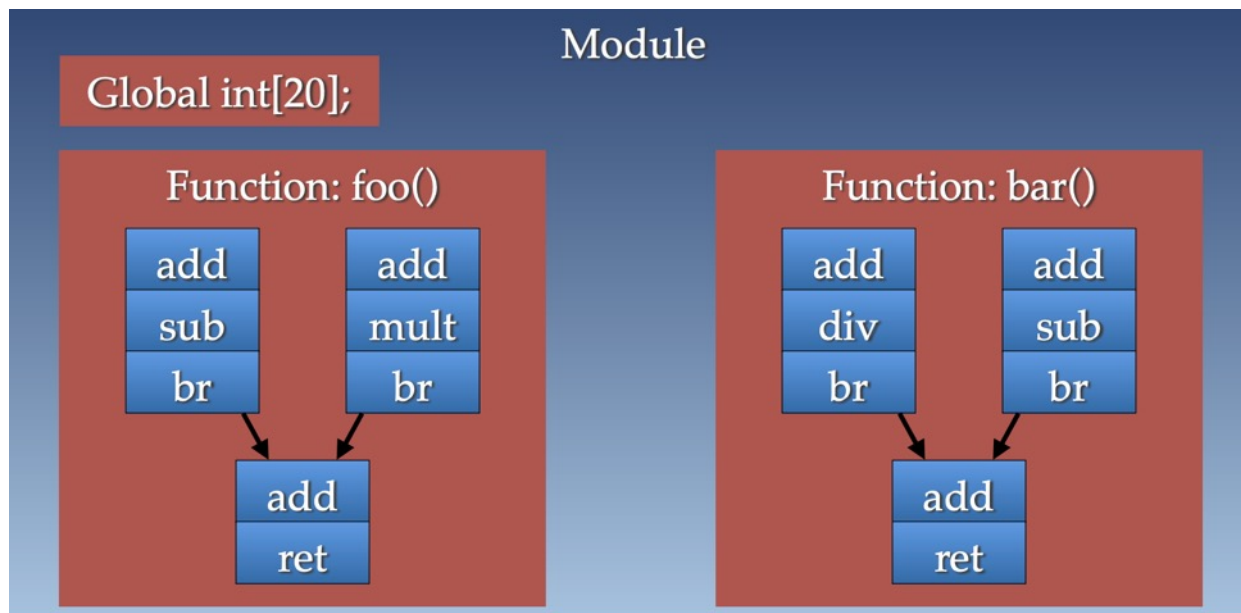 Module
Global int[20];
Function: foo()
add
sub
br
add
mult
br
add
ret
Function: bar()
add
div
br
add
sub
br
add
ret